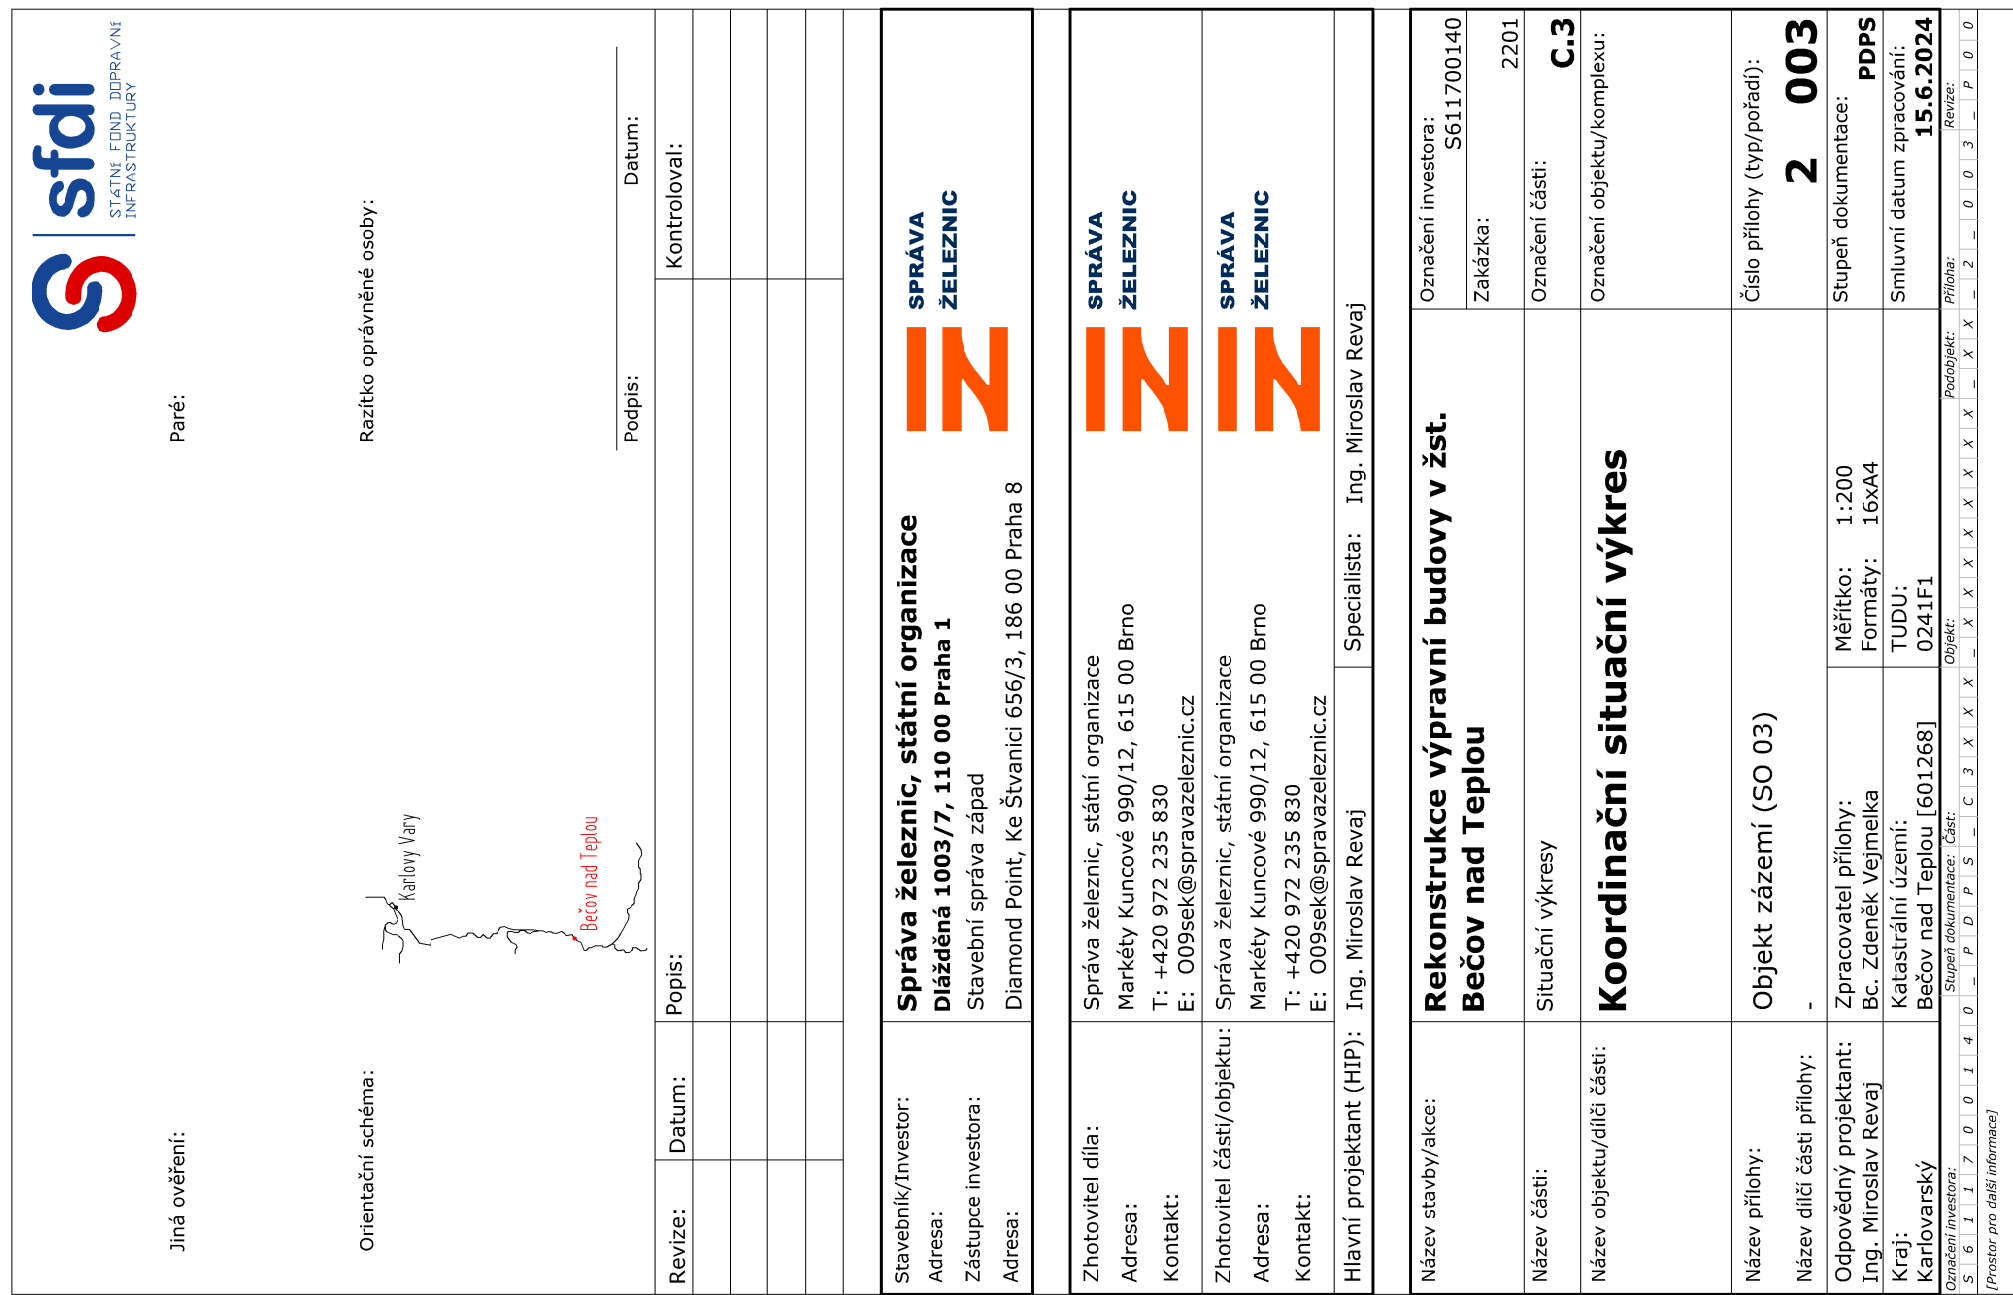 sfdi
STÁTNÍ FOND DOPRAVNÍ
INFRASTRUKTURY
Jiná ověření:
Paré:
Orientační schéma:
Razítko oprávněné osoby:
Karlovy Vary
Bečov nad Teplou
Podpis:
Datum:
Revize:
Datum:
Popis:
Kontroloval:
Stavebník/Investor:
Správa železnic, státní organizace
Adresa:
Dlážděná 1003/7, 110 00 Praha 1
Zástupce investora:
Stavební správa západ
Adresa:
Diamond Point, Ke Štvanici 656/3, 186 00 Praha 8
SPRÁVA
ŽELEZNIC
Zhotovitel díla:
Správa železnic, státní organizace
Adresa:
Markéty Kuncové 990/12, 615 00 Brno
Kontakt:
T: +420 972 235 830
E: O09sek@spravazeleznic.cz
SPRÁVA
ŽELEZNIC
Zhotovitel části/objektu:
Správa železnic, státní organizace
Adresa:
Markéty Kuncové 990/12, 615 00 Brno
Kontakt:
T: +420 972 235 830
E: O09sek@spravazeleznic.cz
SPRÁVA
ŽELEZNIC
Hlavní projektant (HIP): Ing. Miroslav Revaj
Specialista: Ing. Miroslav Revaj
Název stavby/akce:
Rekonstrukce výpravní budovy v žst.
Bečov nad Teplou
Označení investora:
S611700140
Zakázka:
2201
Název části:
Situační výkresy
Označení části:
C.3
Název objektu/dílčí části:
Koordinační situační výkres
Označení objektu/komplexu:
Název přílohy:
Objekt zázemí (SO 03)
Název dílčí části přílohy:
-
Číslo přílohy (typ/pořadí):
2 003
Odpovědný projektant:
Ing. Miroslav Revaj
Zpracovatel přílohy:
Bc. Zdeněk Vejmelka
Měřítko: 1:200
Formáty: 16xA4
Stupeň dokumentace:
PDPS
Kraj:
Karlovarský
Katastrální území:
Bečov nad Teplou [601268]
TUDU:
0241F1
Smluvní datum zpracování:
15.6.2024
Označení investora: Stupeň dokumentace: Část: Objekt: Podobjekt: Příloha: Revize:
S 6 1 1 7 0 0 1 4 0 _ P D P S _ C 3 X X X _ X X X X X X X X X _ X X _ 2 _ 0 0 3 _ P 0 0
[Prostor pro další informace]